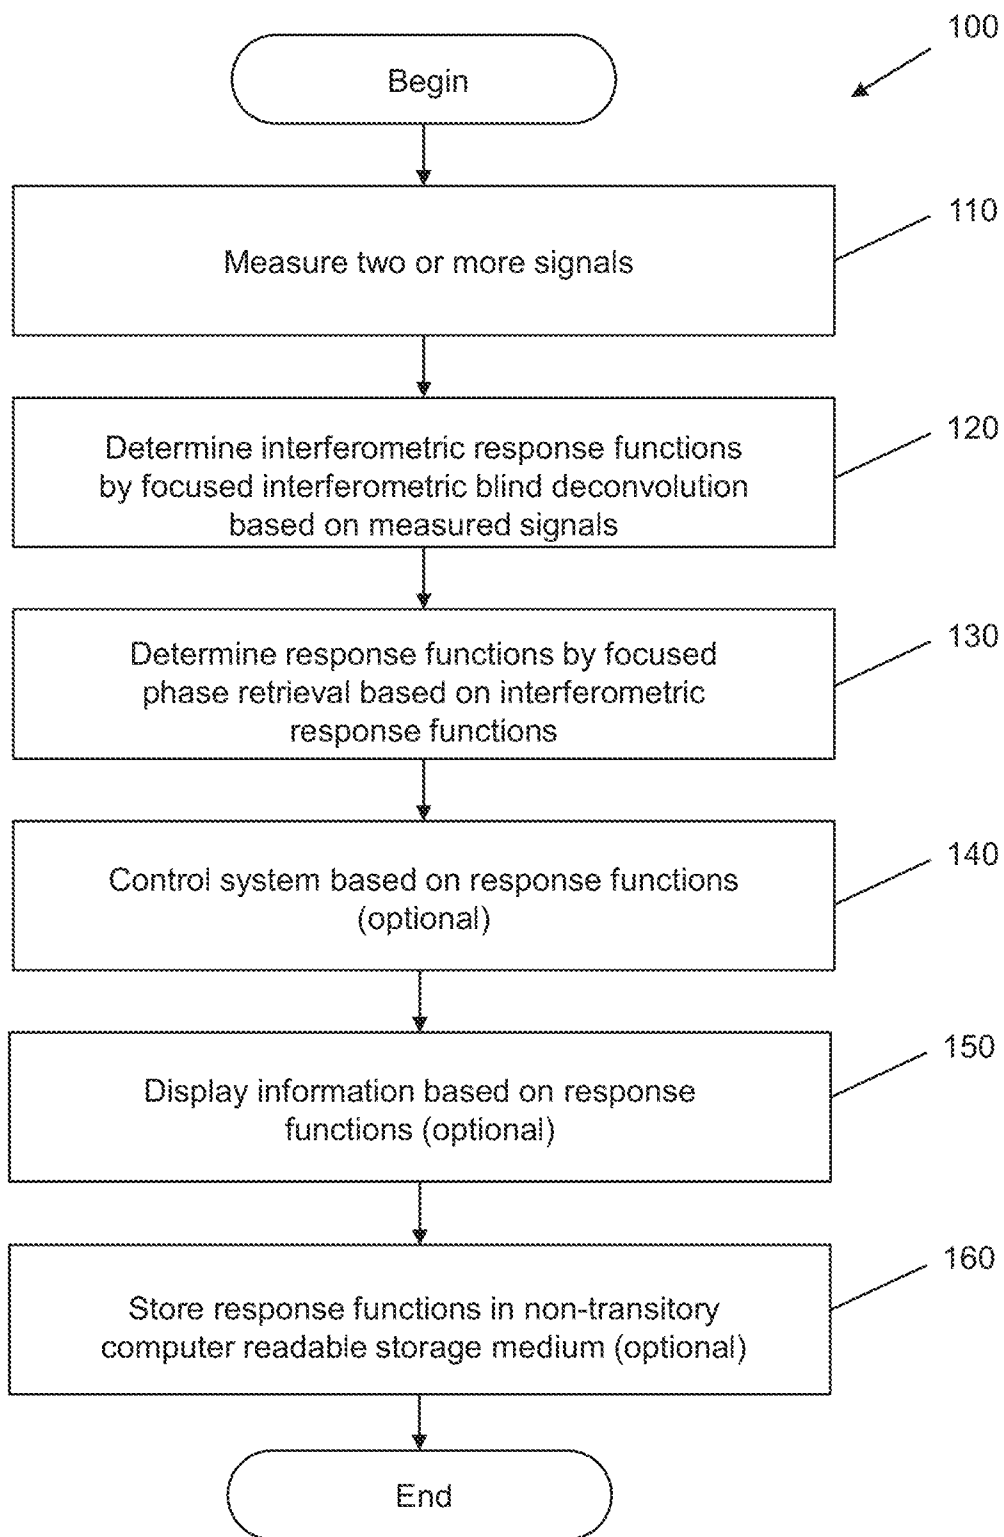 100
Begin
110
Measure two or more signals
120
Determine interferometric response functions
by focused interferometric blind deconvolution
based on measured signals
130
Determine response functions by focused
phase retrieval based on interferometric
response functions
140
Control system based on response functions
(optional)
150
Display information based on response
functions (optional)
160
Store response functions in non-transitory
computer readable storage medium (optional)
End